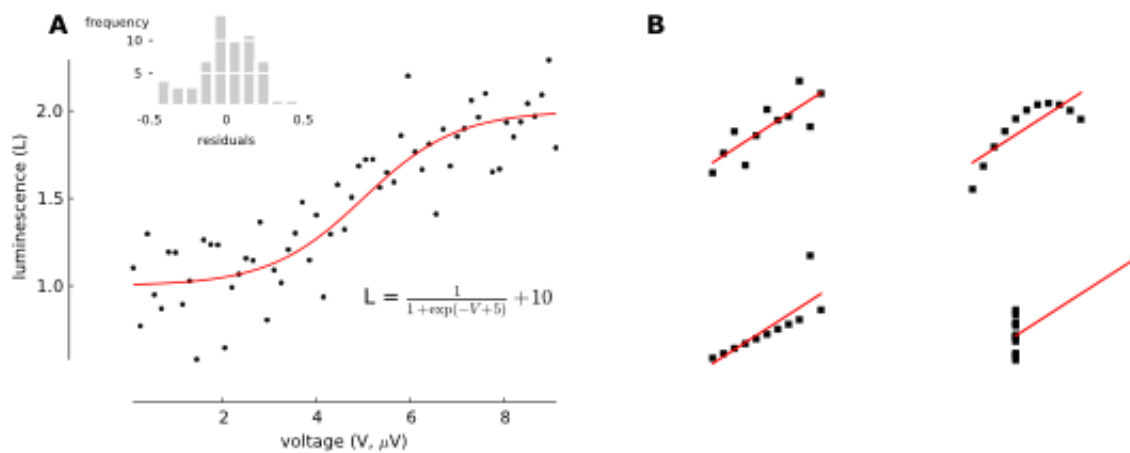 A
B
frequency
10
5
-0.5 0 0.5
residuals
2.0
1.5
1.0
luminescence (L)
L = \frac{1}{1+exp(−V+5)} +10
2 4 6 8
voltage (V, μV)